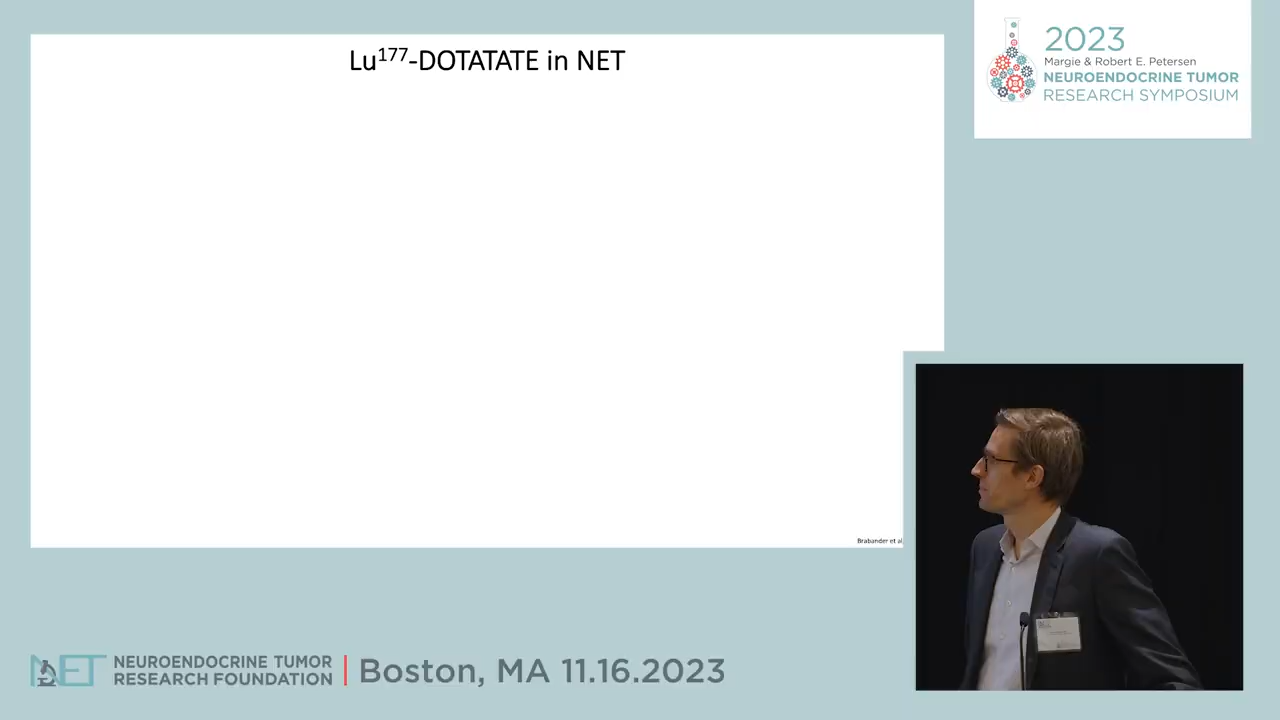 Lu177-DOTATATE in NET
Brabander et al.
2023
Margie & Robert E. Petersen
NEUROENDOCRINE TUMOR
RESEARCH SYMPOSIUM
NET
NEUROENDOCRINE TUMOR
RESEARCH FOUNDATION
Boston, MA 11.16.2023